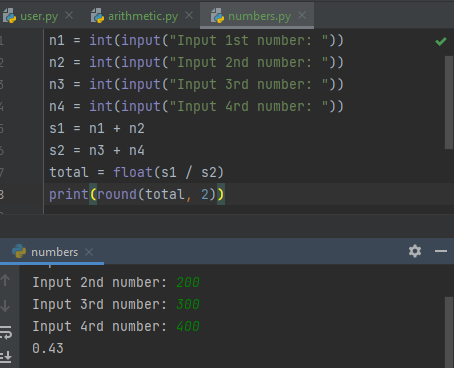 user.py arithmetic.py numbers.py
1 n1 = int(input("Input 1st number: "))
2 n2 = int(input("Input 2nd number: "))
3 n3 = int(input("Input 3rd number: "))
4 n4 = int(input("Input 4rd number: "))
5 s1 = n1 + n2
6 s2 = n3 + n4
7 total = float(s1 / s2)
8 print(round(total, 2))
numbers
Input 2nd number: 200
Input 3rd number: 300
Input 4rd number: 400
0.43